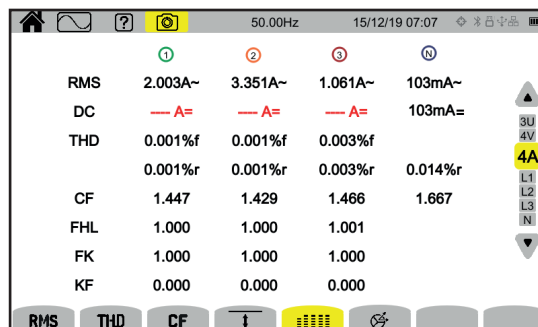 ? 50.00Hz 15/12/19 07:07
1 2 3 N
RMS 2.003A~ 3.351A~ 1.061A~ 103mA~
DC ---- A= ---- A= ---- A= 103mA=
THD 0.001%f 0.001%f 0.003%f
0.001%r 0.001%r 0.003%r 0.014%r
CF 1.447 1.429 1.466 1.667
FHL 1.000 1.000 1.001
FK 1.000 1.000 1.000
KF 0.000 0.000 0.000
3U
4V
4A
L1
L2
L3
N
RMS THD CF